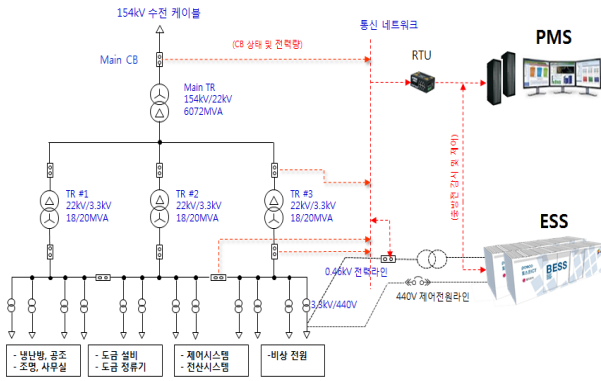 154kV 수전 케이블
Main CB
(CB 상태 및 전력량)
통신 네트워크
RTU
PMS
Main TR
154kV/22kV
6072MVA
(충방전 감시 및 제어)
TR #1
22kV/3.3kV
18/20MVA
TR #2
22kV/3.3kV
18/20MVA
TR #3
22kV/3.3kV
18/20MVA
ESS
BESS
0.46kV 전력라인
440V 제어전원라인
3.3kV/440V
- 냉난방, 공조
- 조명, 사무실
- 도금 설비
- 도금 정류기
- 제어시스템
- 전산시스템
-비상 전원